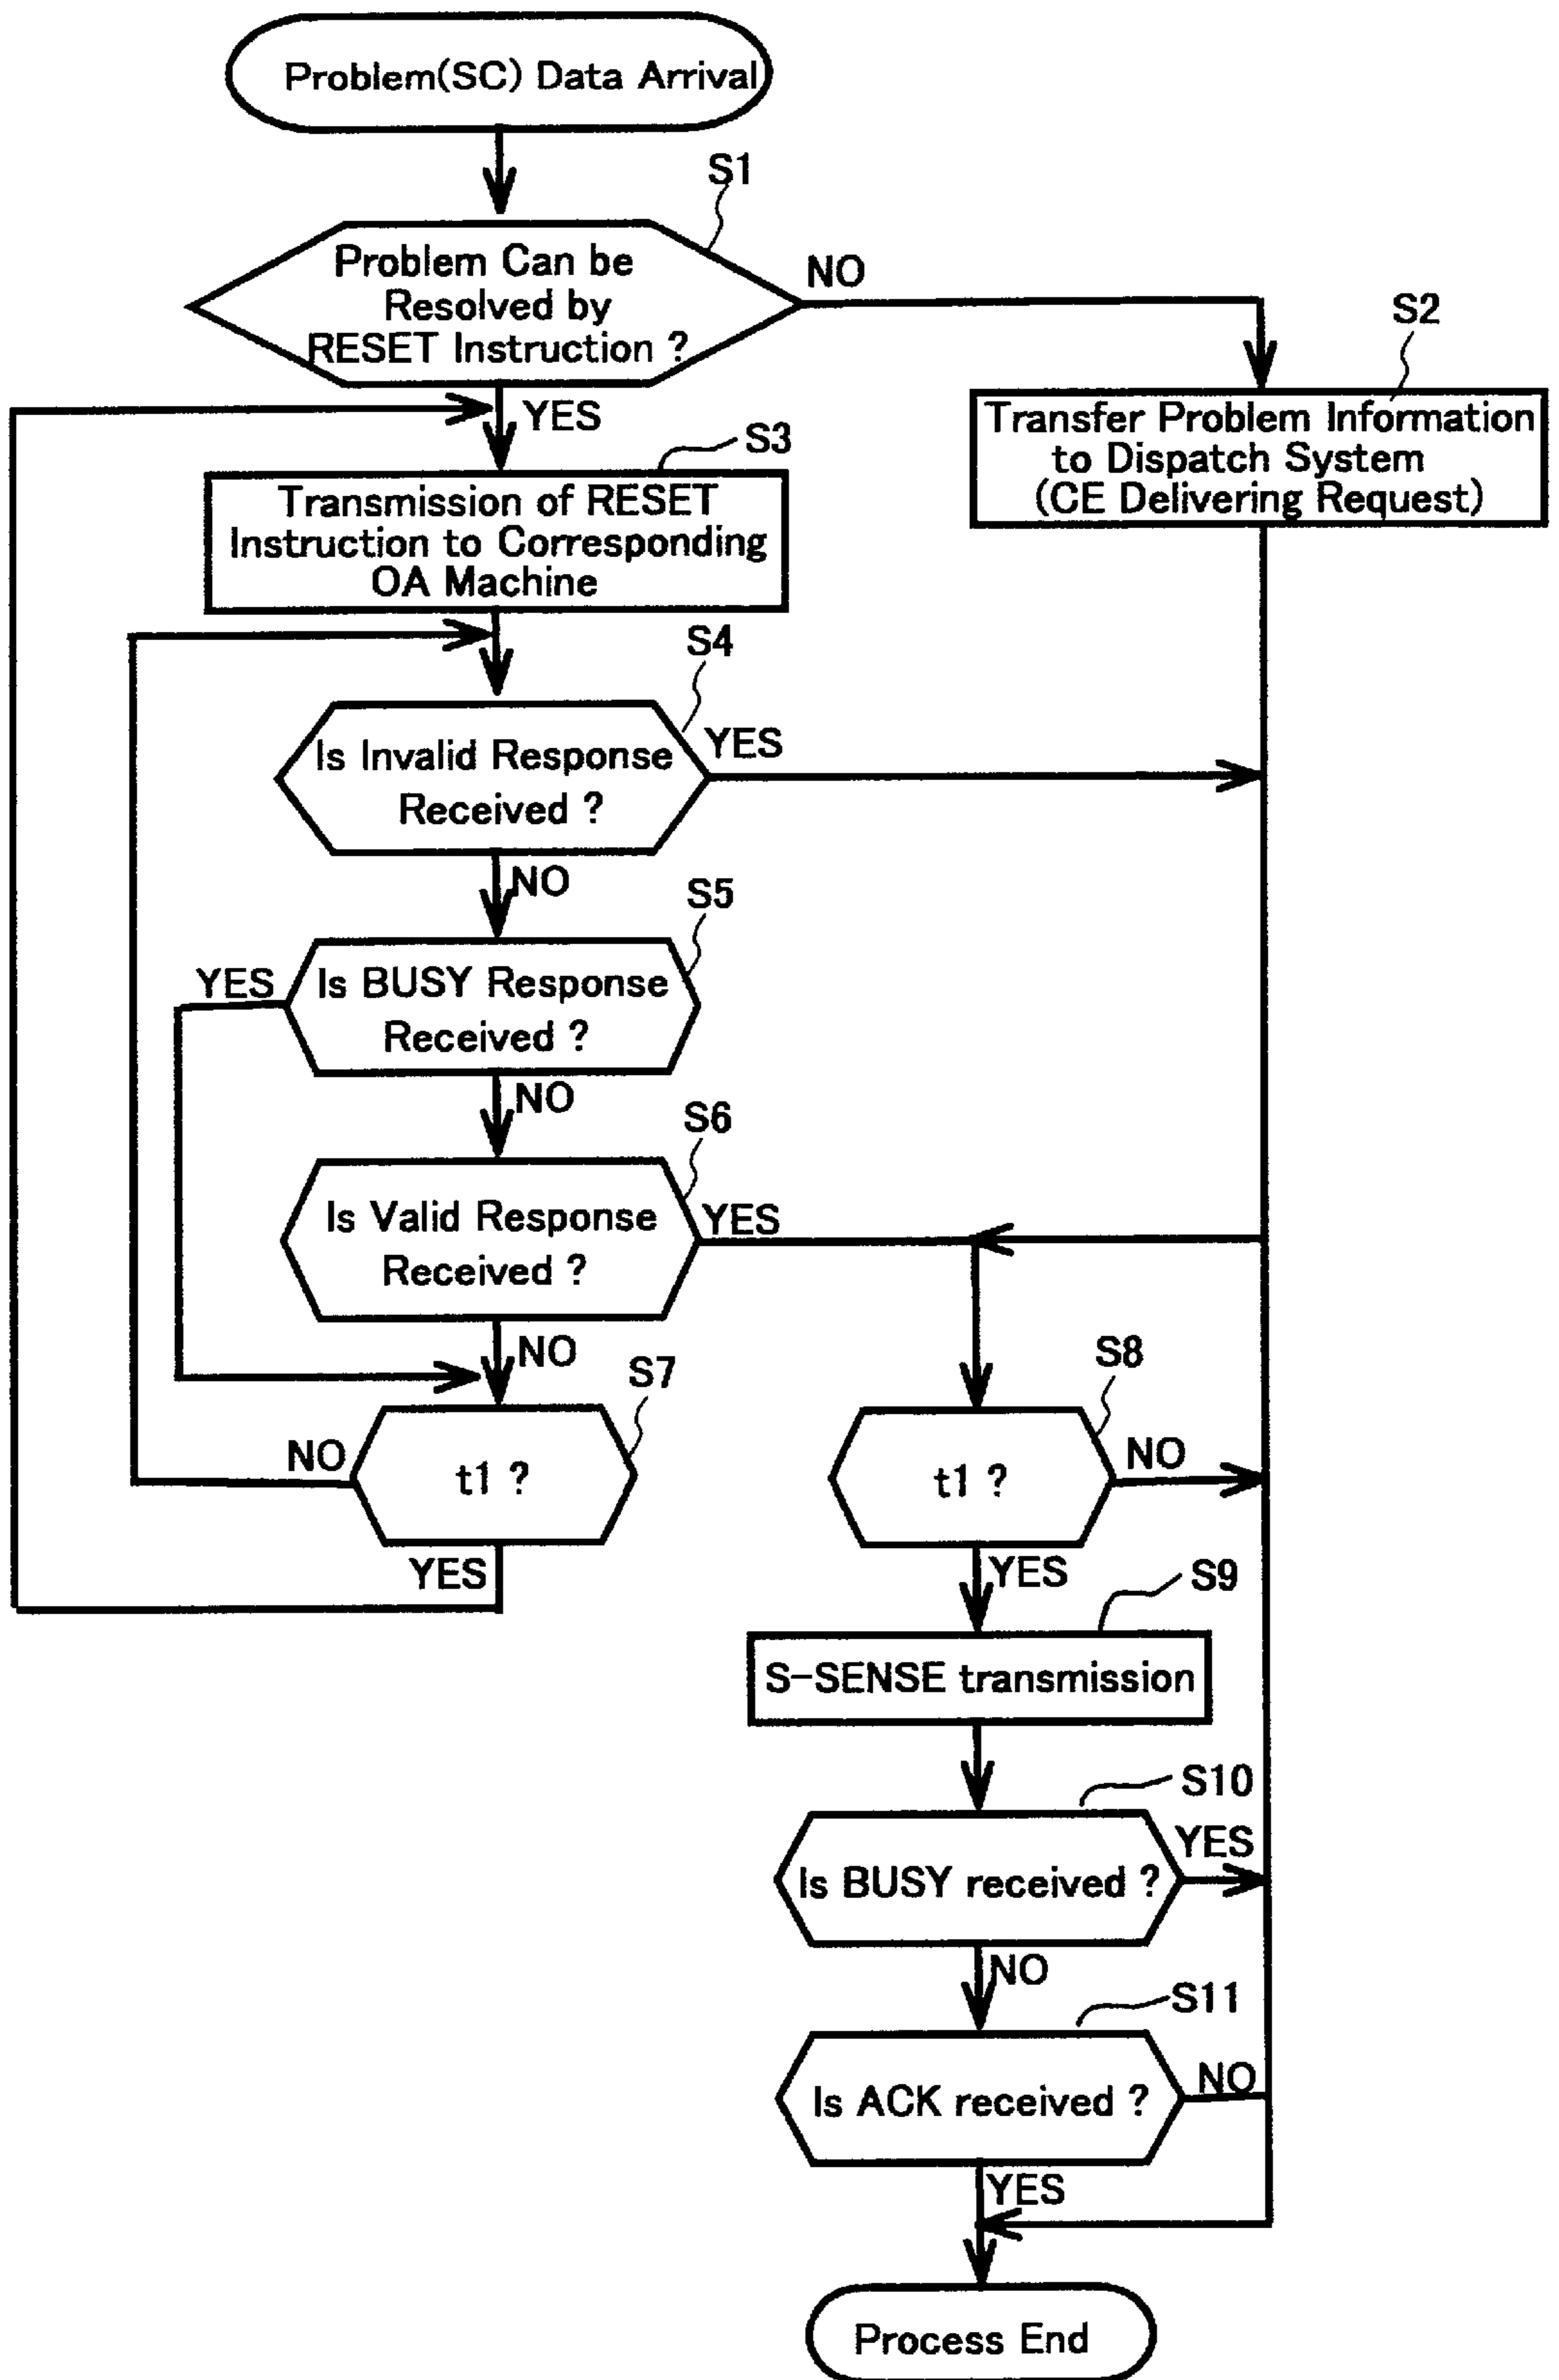 Problem(SC) Data Arrival
S1
Problem Can be
Resolved by
RESET Instruction ?
NO
YES
S2
Transfer Problem Information
to Dispatch System
(CE Delivering Request)
S3
Transmission of RESET
Instruction to Corresponding
OA Machine
S4
Is Invalid Response
Received ?
YES
NO
S5
YES
Is BUSY Response
Received ?
NO
S6
Is Valid Response
Received ?
YES
NO
S7
NO
t1 ?
YES
S8
t1 ?
NO
YES
S9
S-SENSE transmission
S10
Is BUSY received ?
YES
NO
S11
Is ACK received ?
NO
YES
Process End